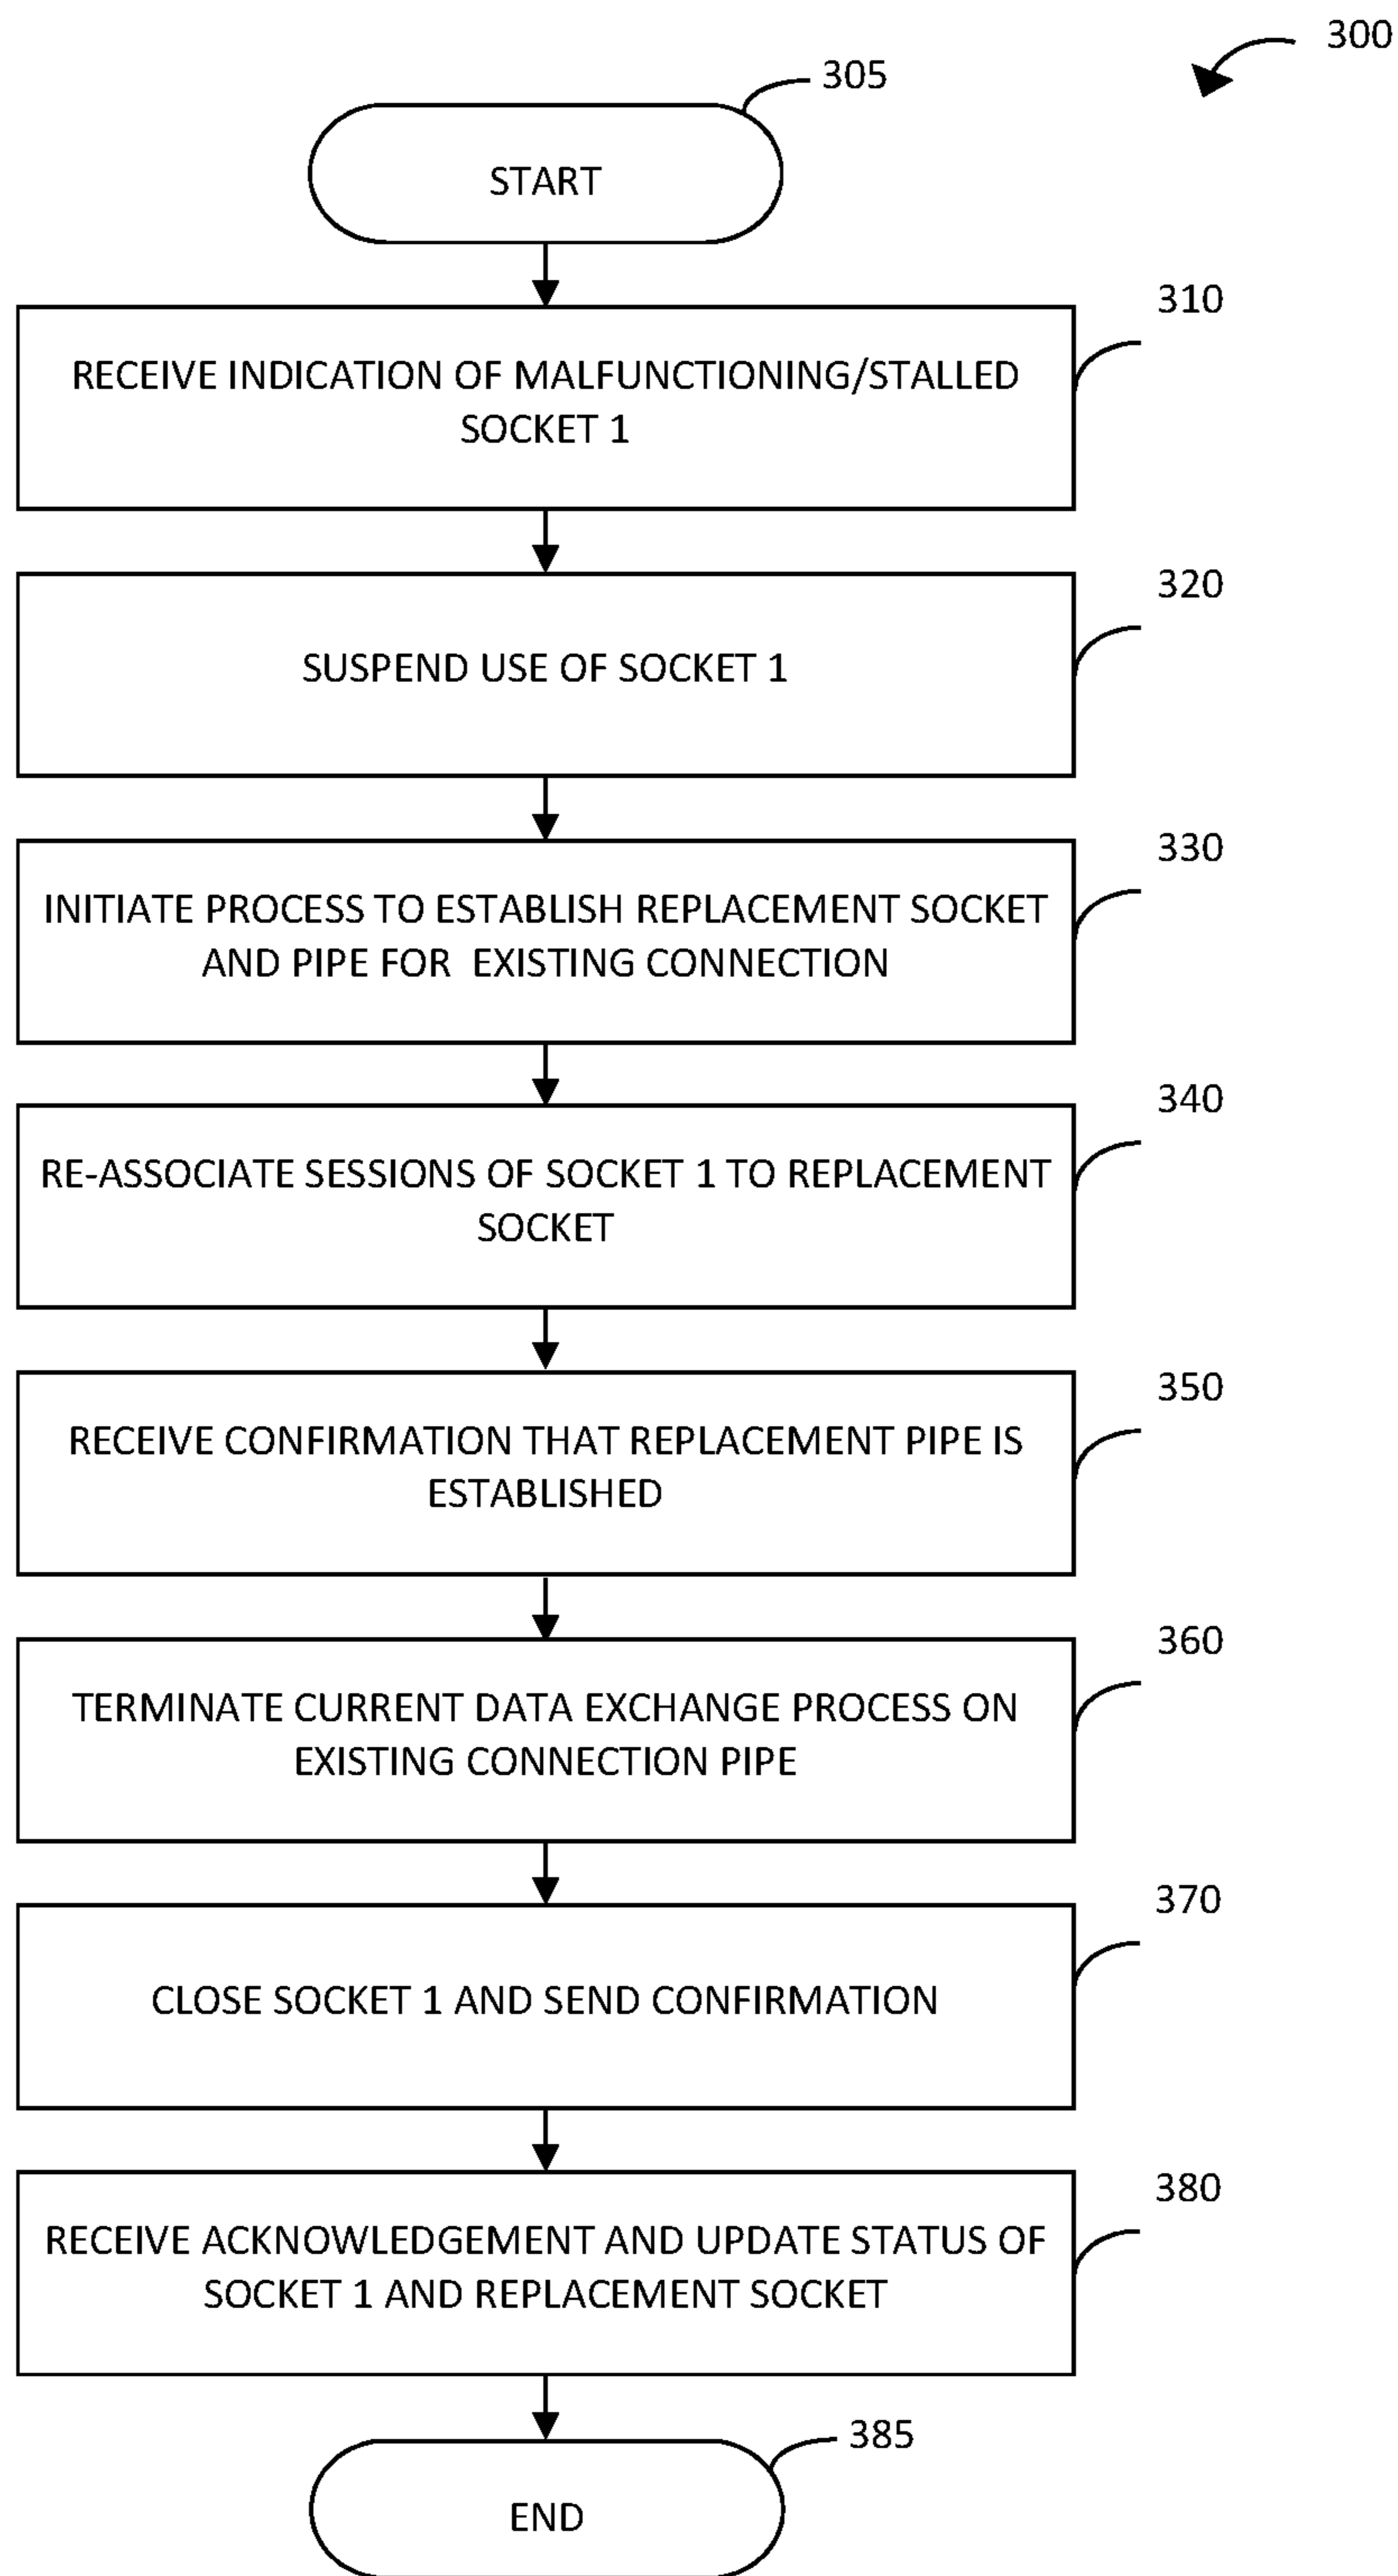 300
305
START
310
RECEIVE INDICATION OF MALFUNCTIONING/STALLED
SOCKET 1
320
SUSPEND USE OF SOCKET 1
330
INITIATE PROCESS TO ESTABLISH REPLACEMENT SOCKET
AND PIPE FOR EXISTING CONNECTION
340
RE-ASSOCIATE SESSIONS OF SOCKET 1 TO REPLACEMENT
SOCKET
350
RECEIVE CONFIRMATION THAT REPLACEMENT PIPE IS
ESTABLISHED
360
TERMINATE CURRENT DATA EXCHANGE PROCESS ON
EXISTING CONNECTION PIPE
370
CLOSE SOCKET 1 AND SEND CONFIRMATION
380
RECEIVE ACKNOWLEDGEMENT AND UPDATE STATUS OF
SOCKET 1 AND REPLACEMENT SOCKET
385
END